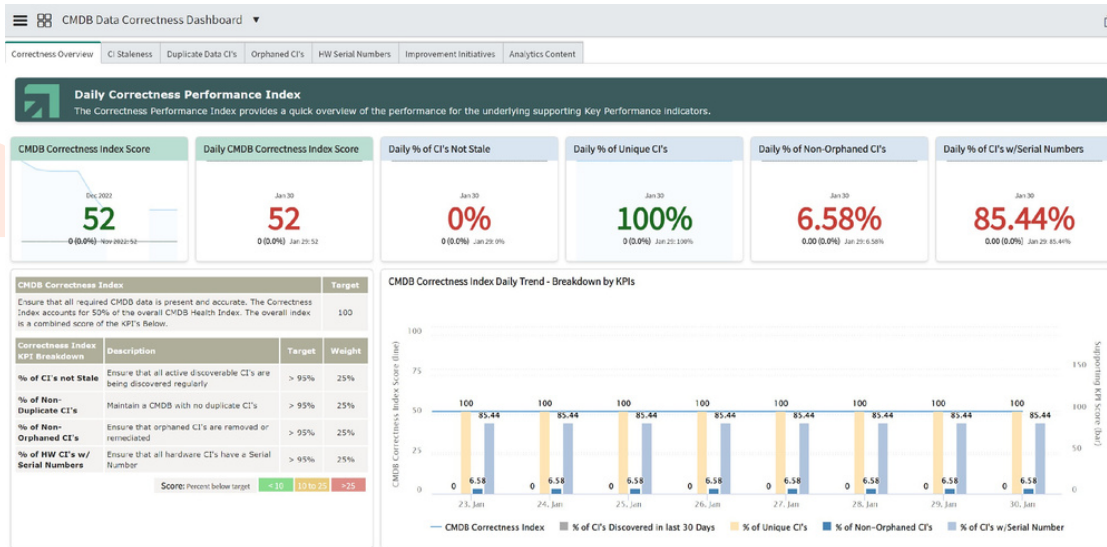 CMDB Data Correctness Dashboard
Correctness Overview
CI Staleness
Duplicate Data CI's
Orphaned CI's
HW Serial Numbers
Improvement Initiatives
Analytics Content
Daily Correctness Performance Index
The Correctness Performance Index provides a quick overview of the performance for the underlying supporting Key Performance indicators.
CMDB Correctness Index Score
Dec 2022
52
0 (0.0%) Nov 2022: 52
Daily CMDB Correctness Index Score
Jan 30
52
0 (0.0%) Jan 29: 52
Daily % of CI's Not Stale
Jan 30
0%
0 (0.0%) Jan 29: 0%
Daily % of Unique CI's
Jan 30
100%
0 (0.0%) Jan 29: 100%
Daily % of Non-Orphaned CI's
Jan 30
6.58%
0.00 (0.0%) Jan 29: 6.58%
Daily % of CI's w/Serial Numbers
Jan 30
85.44%
0.00 (0.0%) Jan 29: 85.44%
CMDB Correctness Index Target
Ensure that all required CMDB data is present and accurate. The Correctness
Index accounts for 50% of the overall CMDB Health Index. The overall index
is a combined score of the KPI's Below.
100
Correctness Index
KPI Breakdown
Description Target Weight
% of CI's not Stale
Ensure that all active discoverable CI's are
being discovered regularly
> 95% 25%
% of Non-
Duplicate CI's
Maintain a CMDB with no duplicate CI's
> 95% 25%
% of Non-
Orphaned CI's
Ensure that orphaned CI's are removed or
remediated
> 95% 25%
% of HW CI's w/
Serial Numbers
Ensure that all hardware CI's have a Serial
Number
> 95% 25%
Score: Percent below target <10 10 to 25 >25
CMDB Correctness Index Daily Trend - Breakdown by KPIs
CMDB Correctness Index Score (line)
100
75
50
25
0
100 100 100 100 100 100 100 100
85.44 85.44 85.44 85.44 85.44 85.44 85.44 85.44
0 6.58 0 6.58 0 6.58 0 6.58 0 6.58 0 6.58 0 6.58 0 6.58
23. Jan 24. Jan 25. Jan 26. Jan 27. Jan 28. Jan 29. Jan 30. Jan
150
100
50
0
Supporting KPI Score (bar)
CMDB Correctness Index
% of CI's Discovered in last 30 Days
% of Unique CI's
% of Non-Orphaned CI's
% of CI's w/Serial Number